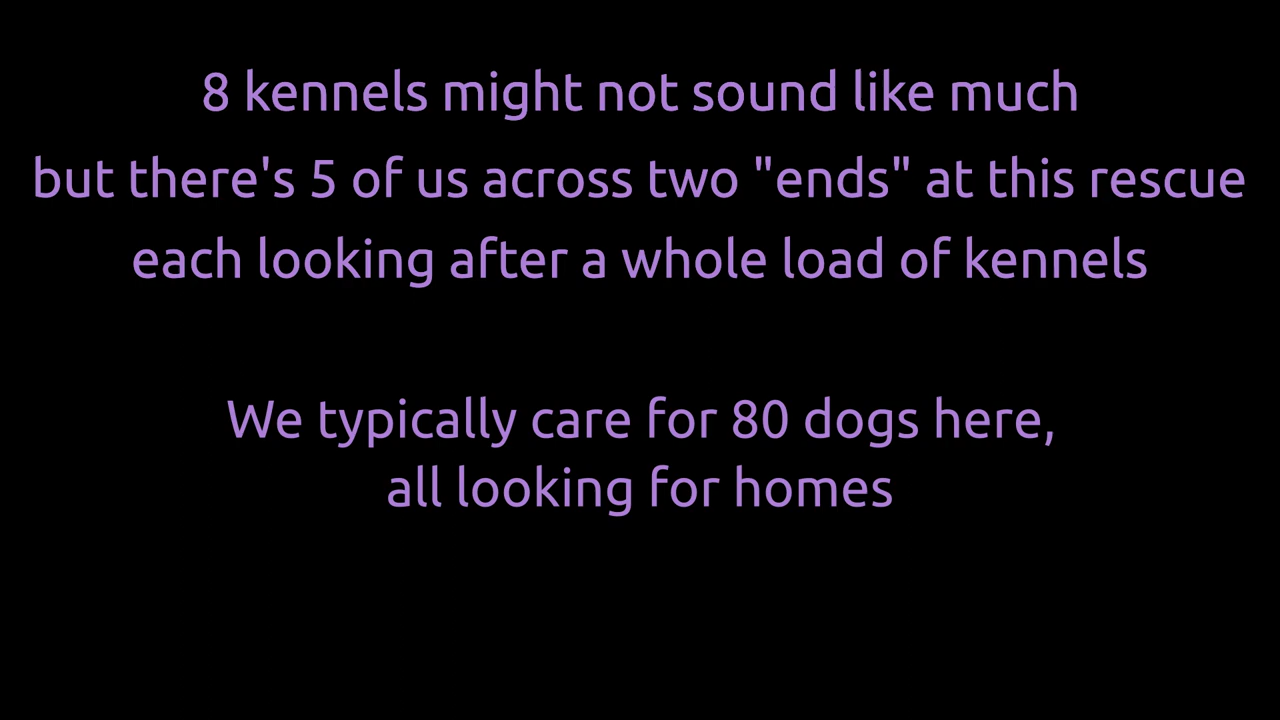 8 kennels might not sound like much
but there's 5 of us across two "ends" at this rescue
each looking after a whole load of kennels
We typically care for 80 dogs here,
all looking for homes